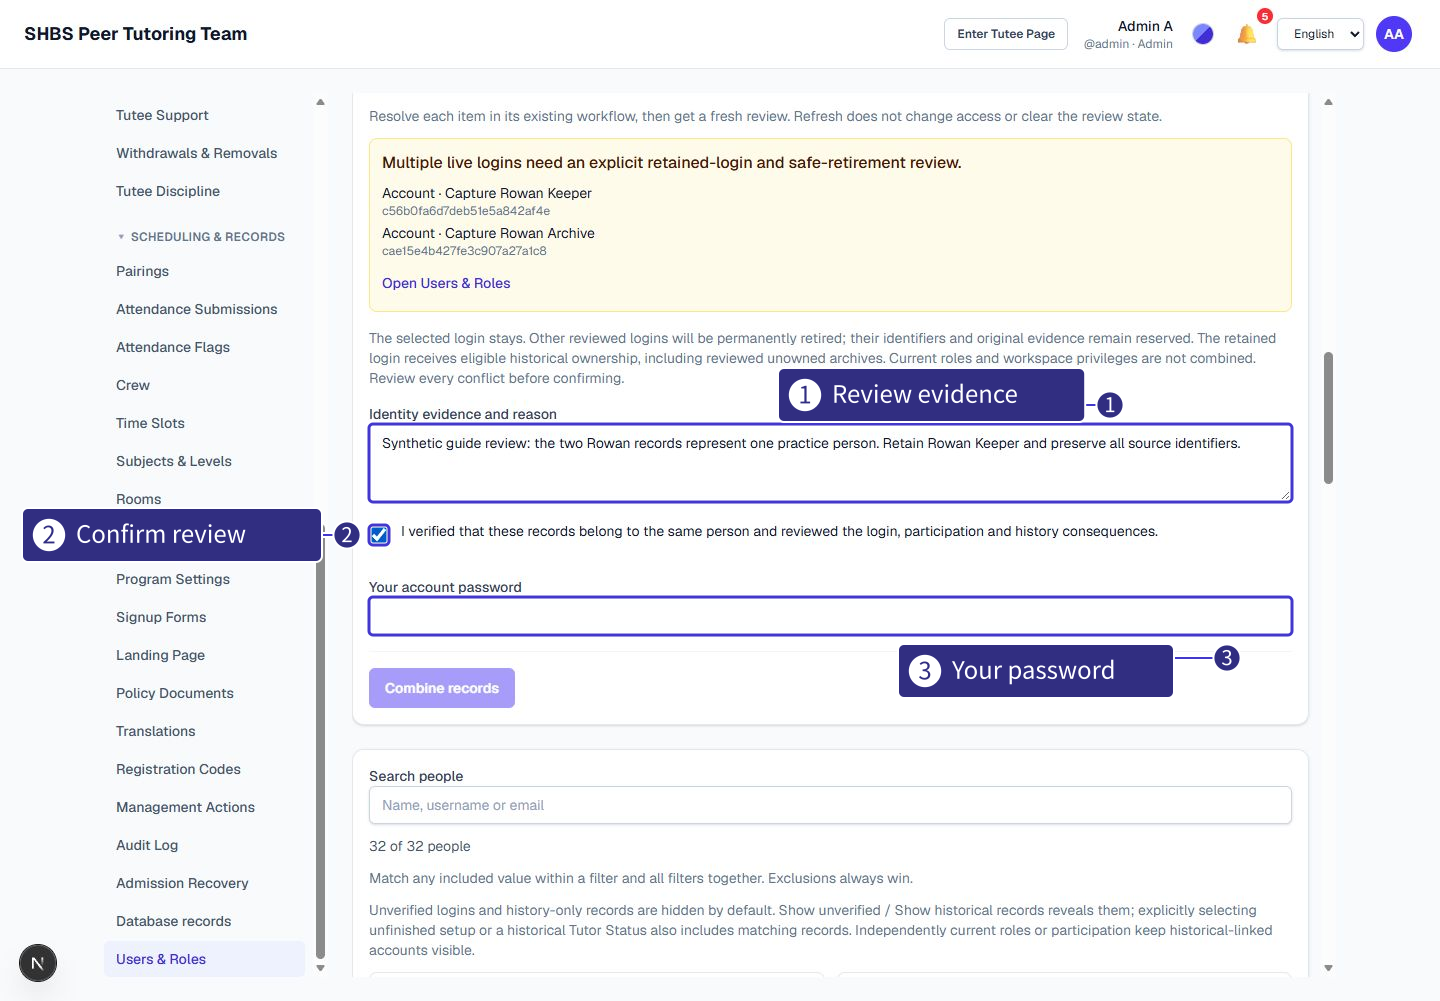 SHBS Peer Tutoring Team
Enter Tutee Page
Admin A
@admin · Admin
5
English
AA
Tutee Support
Withdrawals & Removals
Tutee Discipline
SCHEDULING & RECORDS
Pairings
Attendance Submissions
Attendance Flags
Crew
Time Slots
Subjects & Levels
Rooms
2 Confirm review
2
Program Settings
Signup Forms
Landing Page
Policy Documents
Translations
Registration Codes
Management Actions
Audit Log
Admission Recovery
Database records
Users & Roles
N
Resolve each item in its existing workflow, then get a fresh review. Refresh does not change access or clear the review state.
Multiple live logins need an explicit retained-login and safe-retirement review.
Account · Capture Rowan Keeper
c56b0fa6d7deb51e5a842af4e
Account · Capture Rowan Archive
cae15e4b427fe3c907a27a1c8
Open Users & Roles
The selected login stays. Other reviewed logins will be permanently retired; their identifiers and original evidence remain reserved. The retained
login receives eligible historical ownership, including reviewed unowned archives. Current roles and workspace privileges are not combined.
Review every conflict before confirming.
1 Review evidence
1
Identity evidence and reason
Synthetic guide review: the two Rowan records represent one practice person. Retain Rowan Keeper and preserve all source identifiers.
I verified that these records belong to the same person and reviewed the login, participation and history consequences.
Your account password
3 Your password
3
Combine records
Search people
Name, username or email
32 of 32 people
Match any included value within a filter and all filters together. Exclusions always win.
Unverified logins and history-only records are hidden by default. Show unverified / Show historical records reveals them; explicitly selecting
unfinished setup or a historical Tutor Status also includes matching records. Independently current roles or participation keep historical-linked
accounts visible.